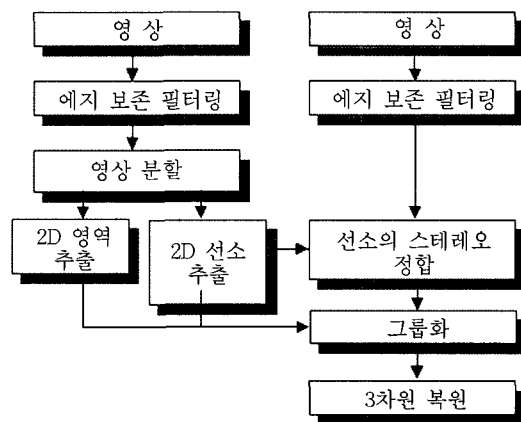 영 상
영 상
에지 보존 필터링
에지 보존 필터링
영상 분할
2D 영역
추출
2D 선소
추출
선소의 스테레오
정합
그룹화
3차원 복원